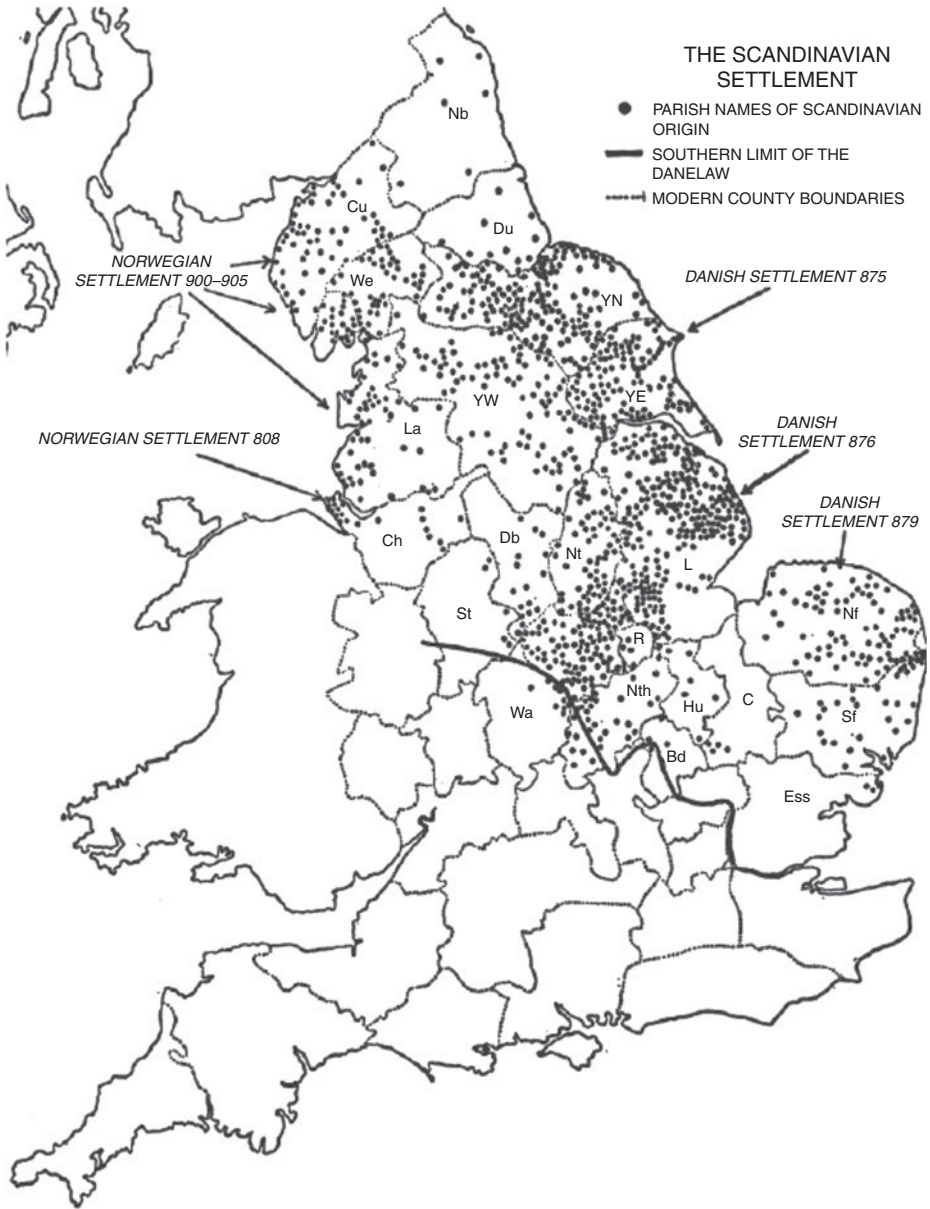 THE SCANDINAVIAN
SETTLEMENT
PARISH NAMES OF SCANDINAVIAN
ORIGIN
SOUTHERN LIMIT OF THE
DANELAW
MODERN COUNTY BOUNDARIES
Nb
Cu
Du
NORWEGIAN
SETTLEMENT 900–905
We
YN
DANISH SETTLEMENT 875
YW
YE
La
NORWEGIAN SETTLEMENT 808
DANISH
SETTLEMENT 876
DANISH
SETTLEMENT 879
Ch
Db
Nt
L
St
R
Nf
Wa
Nth
Hu
C
Sf
Bd
Ess